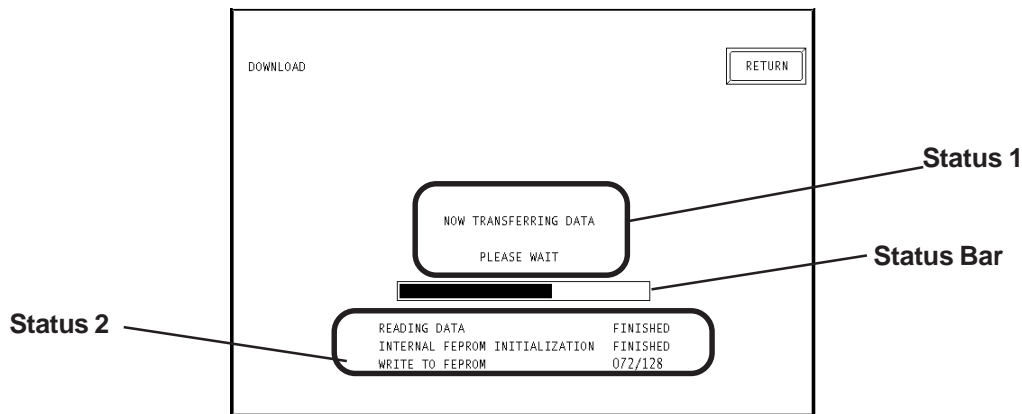 DOWNLOAD
RETURN
Status 1
NOW TRANSFERRING DATA
PLEASE WAIT
Status Bar
Status 2
READING DATA FINISHED
INTERNAL FEPROM INITIALIZATION FINISHED
WRITE TO FEPROM 072/128